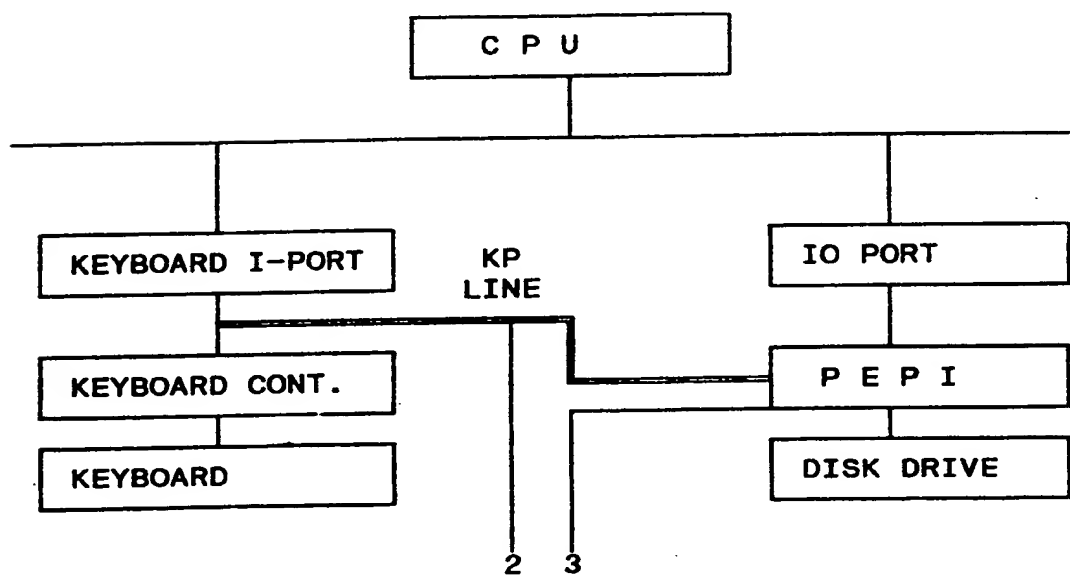 C P U
KEYBOARD I-PORT
KP
LINE
IO PORT
KEYBOARD CONT.
P E P I
KEYBOARD
DISK DRIVE
2 3